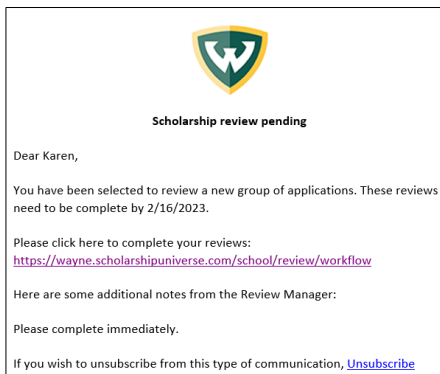 W
Scholarship review pending
Dear Karen,
You have been selected to review a new group of applications. These reviews
need to be complete by 2/16/2023.
Please click here to complete your reviews:
https://wayne.scholarshipuniverse.com/school/review/workflow
Here are some additional notes from the Review Manager:
Please complete immediately.
If you wish to unsubscribe from this type of communication, Unsubscribe